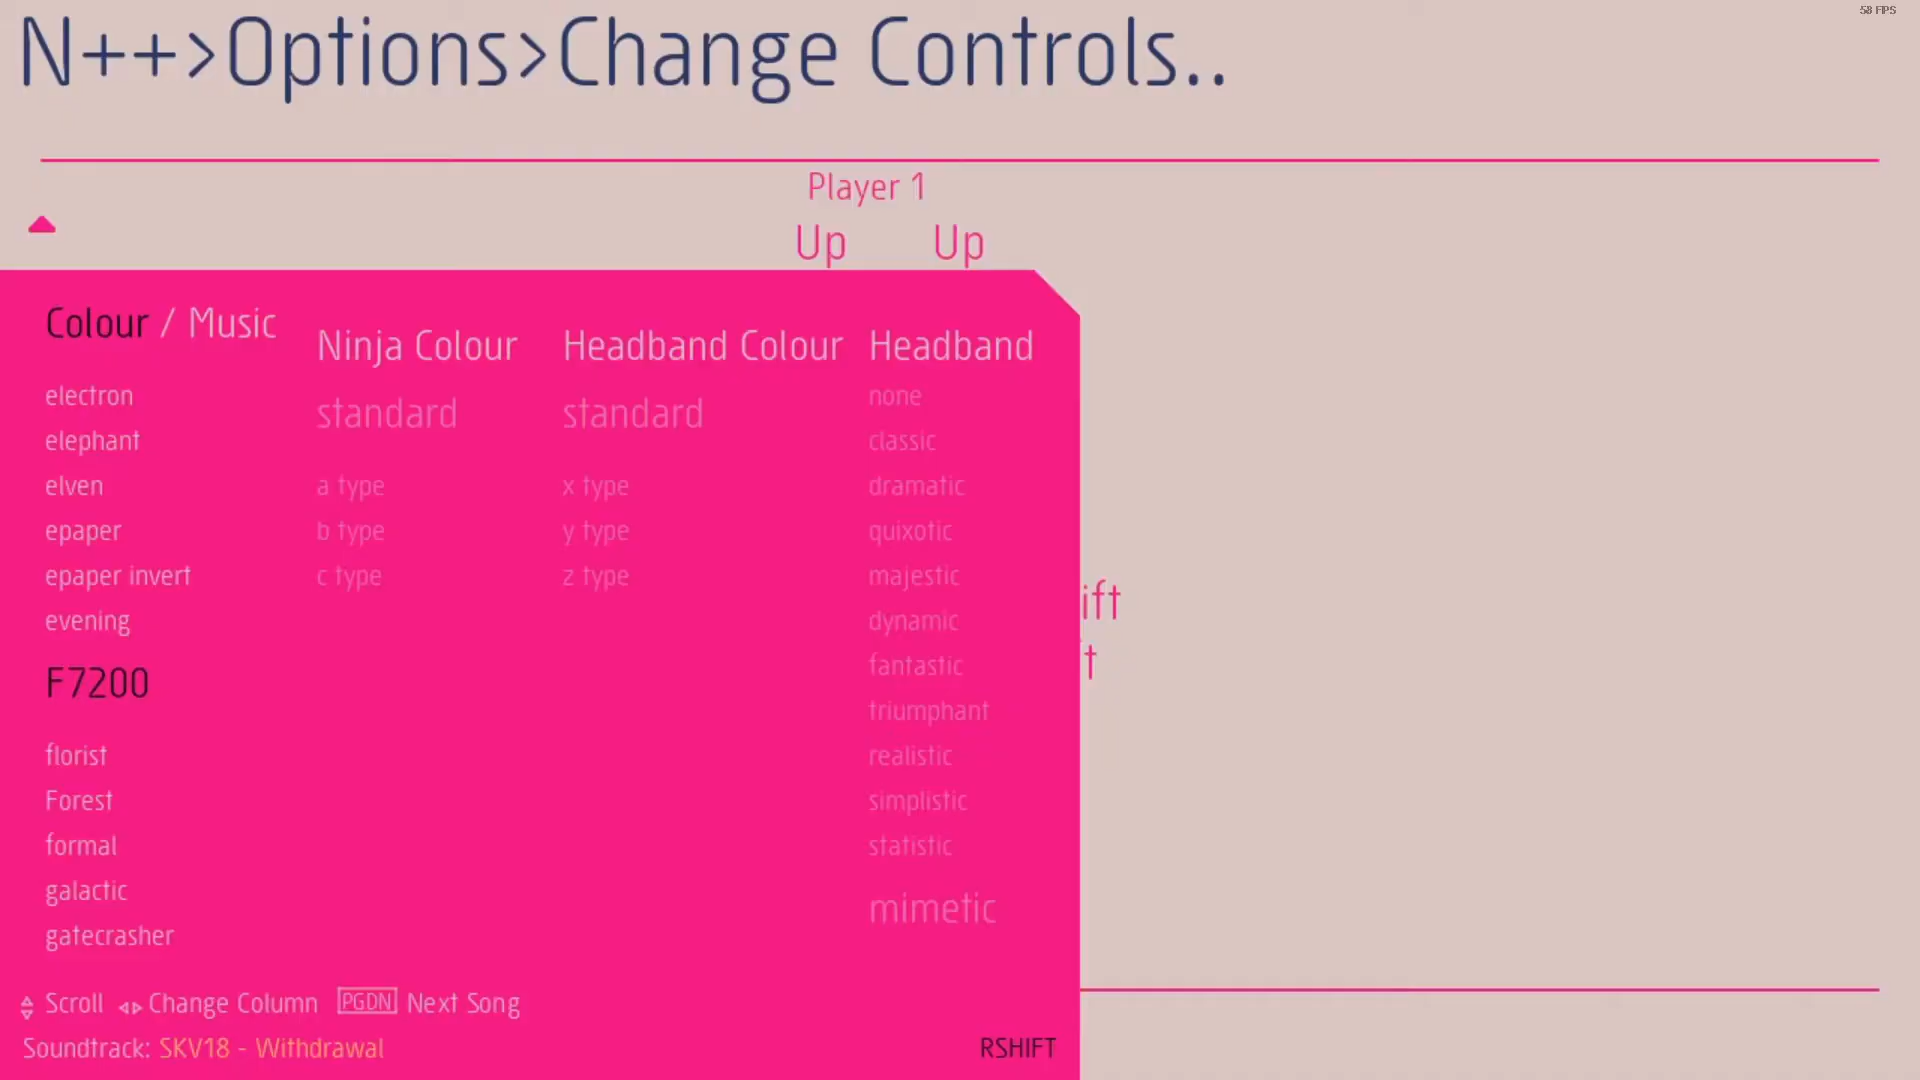 58 FPS
N++>Options>Change Controls..
Player 1
Up Up
Colour / Music
electron
elephant
elven
epaper
epaper invert
evening
F7200
florist
Forest
formal
galactic
gatecrasher
Ninja Colour
standard
a type
b type
c type
Headband Colour
standard
x type
y type
z type
Headband
none
classic
dramatic
quixotic
majestic
dynamic
fantastic
triumphant
realistic
simplistic
statistic
mimetic
ift
t
Scroll Change Column PGDN Next Song
Soundtrack: SKV18 - Withdrawal
RSHIFT